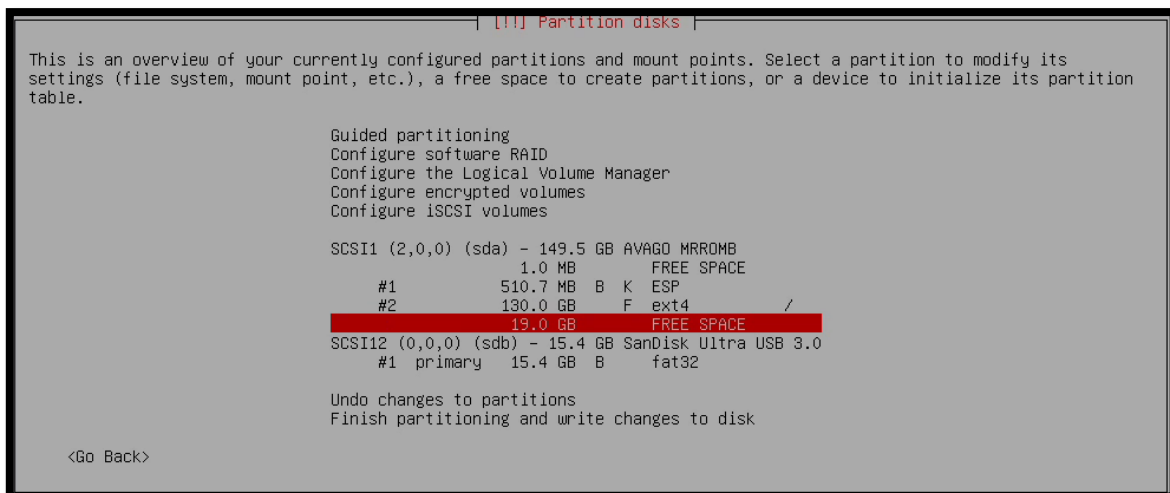 [!!] Partition disks
This is an overview of your currently configured partitions and mount points. Select a partition to modify its
settings (file system, mount point, etc.), a free space to create partitions, or a device to initialize its partition
table.
Guided partitioning
Configure software RAID
Configure the Logical Volume Manager
Configure encrypted volumes
Configure iSCSI volumes
SCSI1 (2,0,0) (sda) - 149.5 GB AVAGO MRROMB
1.0 MB FREE SPACE
#1 510.7 MB B K ESP
#2 130.0 GB F ext4 /
19.0 GB FREE SPACE
SCSI12 (0,0,0) (sdb) - 15.4 GB SanDisk Ultra USB 3.0
#1 primary 15.4 GB B fat32
Undo changes to partitions
Finish partitioning and write changes to disk
<Go Back>